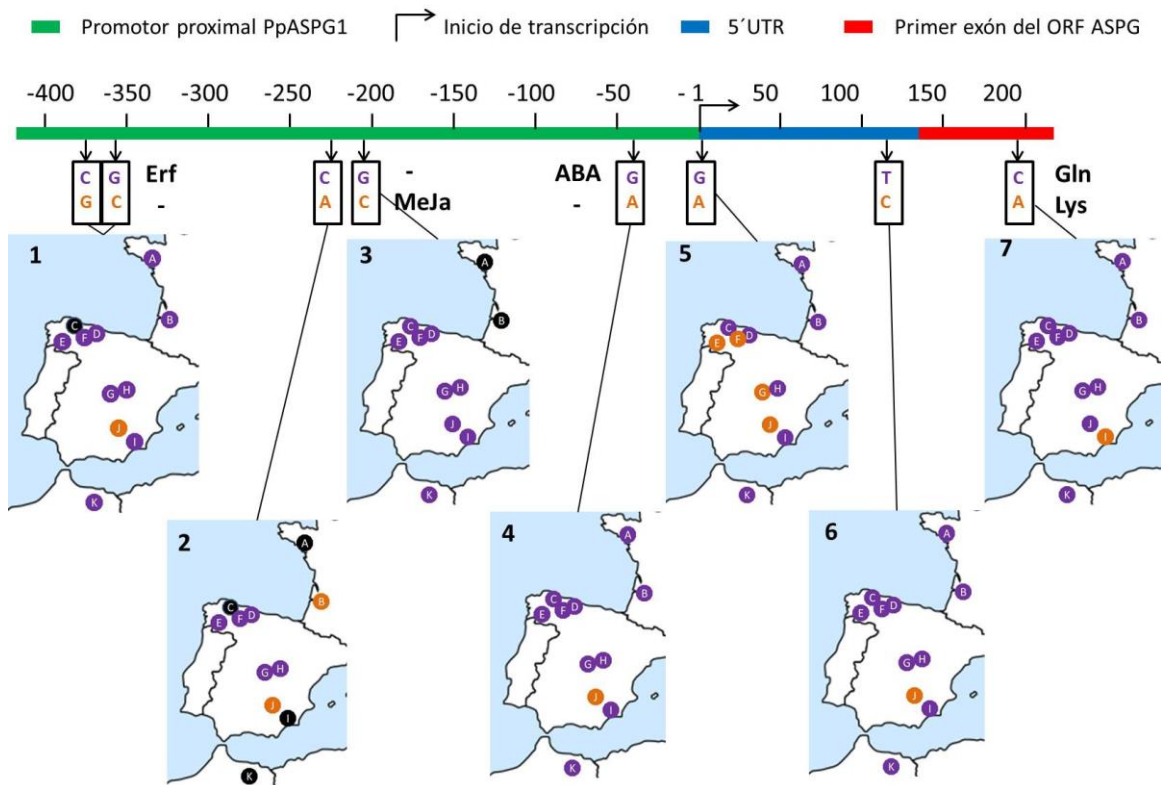 Promotor proximal PpASPG1 Inicio de transcripción 5´UTR Primer exón del ORF ASPG
-400 -350 -300 -250 -200 -150 -100 -50 - 1 50 100 150 200
C G Erf C G - ABA G G T C Gln
G C - A C MeJa - A A C A Lys
1 3 5 7
A A A A
B B B B
C D E F C D E F C D E F C D E F
G H G H G H G H
J I J I J I J I
K K K K
2 4 6
A A A
B B B
C D E F C D E F C D E F
G H G H G H
J I J I J I
K K K